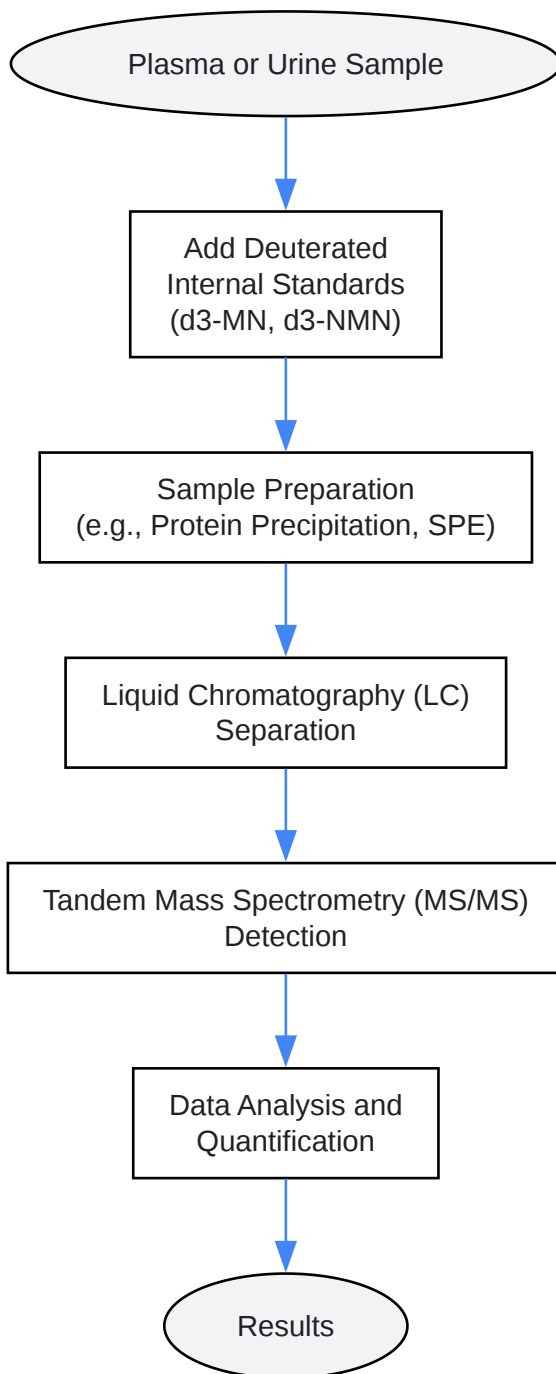 Plasma or Urine Sample
Add Deuterated
Internal Standards
(d3-MN, d3-NMN)
Sample Preparation
(e.g., Protein Precipitation, SPE)
Liquid Chromatography (LC)
Separation
Tandem Mass Spectrometry (MS/MS)
Detection
Data Analysis and
Quantification
Results